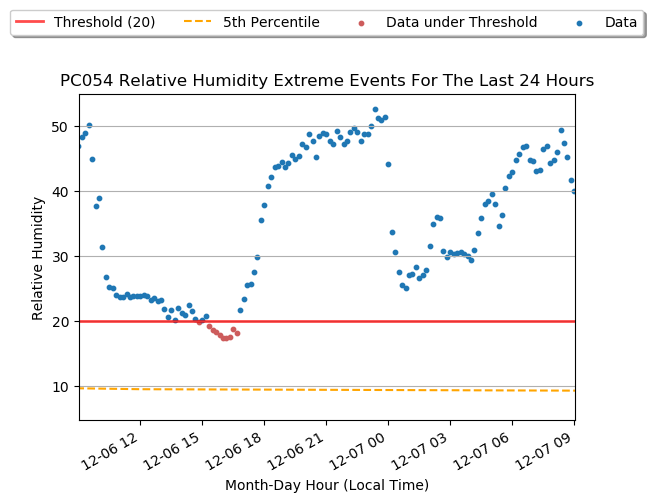 Threshold (20) 5th Percentile Data under Threshold Data
PC054 Relative Humidity Extreme Events For The Last 24 Hours
50
40
30
20
10
Relative Humidity
12-06 12 12-06 15 12-06 18 12-06 21 12-07 00 12-07 03 12-07 06 12-07 09
Month-Day Hour (Local Time)